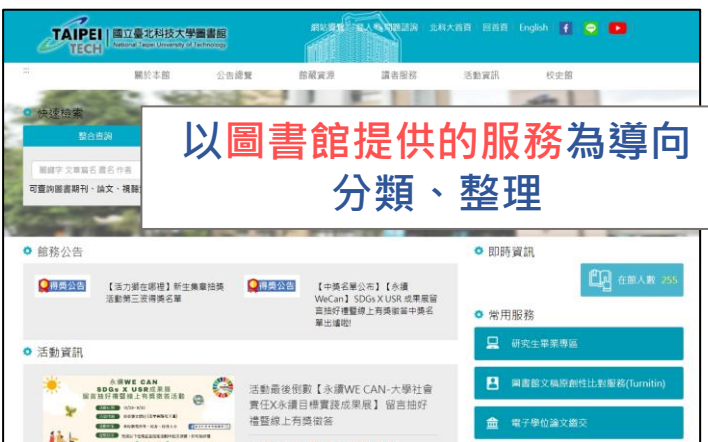 TAIPEI TECH
國立臺北科技大學圖書館
National Taipei University of Technology
北科大首頁 回首頁 English
關於本館 公告總覽 館藏資源 讀者服務 活動資訊 校史館
快速檢索
整合查詢
關鍵字 文章篇名 書名 作者
可查詢圖書期刊、論文、視聽
以圖書館提供的服務為導向
分類、整理
館務公告
得獎公告
【活力獅在哪裡】新生集章抽獎
活動第三波得獎名單
得獎公告
【中獎名單公布】【永續
WeCan】SDGs X USR 成果展留
言抽好禮暨線上有獎徵答中獎名
單出爐啦!
即時資訊
在館人數 255
常用服務
研究生畢業專區
圖書館文稿原創性比對服務(Turnitin)
電子學位論文繳交
活動資訊
永續WE CAN
SDGs X USR成果展
留言抽好禮暨線上有獎徵答活動
活動最後倒數【永續WE CAN-大學社會
責任X永續目標實踐成果展】 留言抽好
禮暨線上有獎徵答